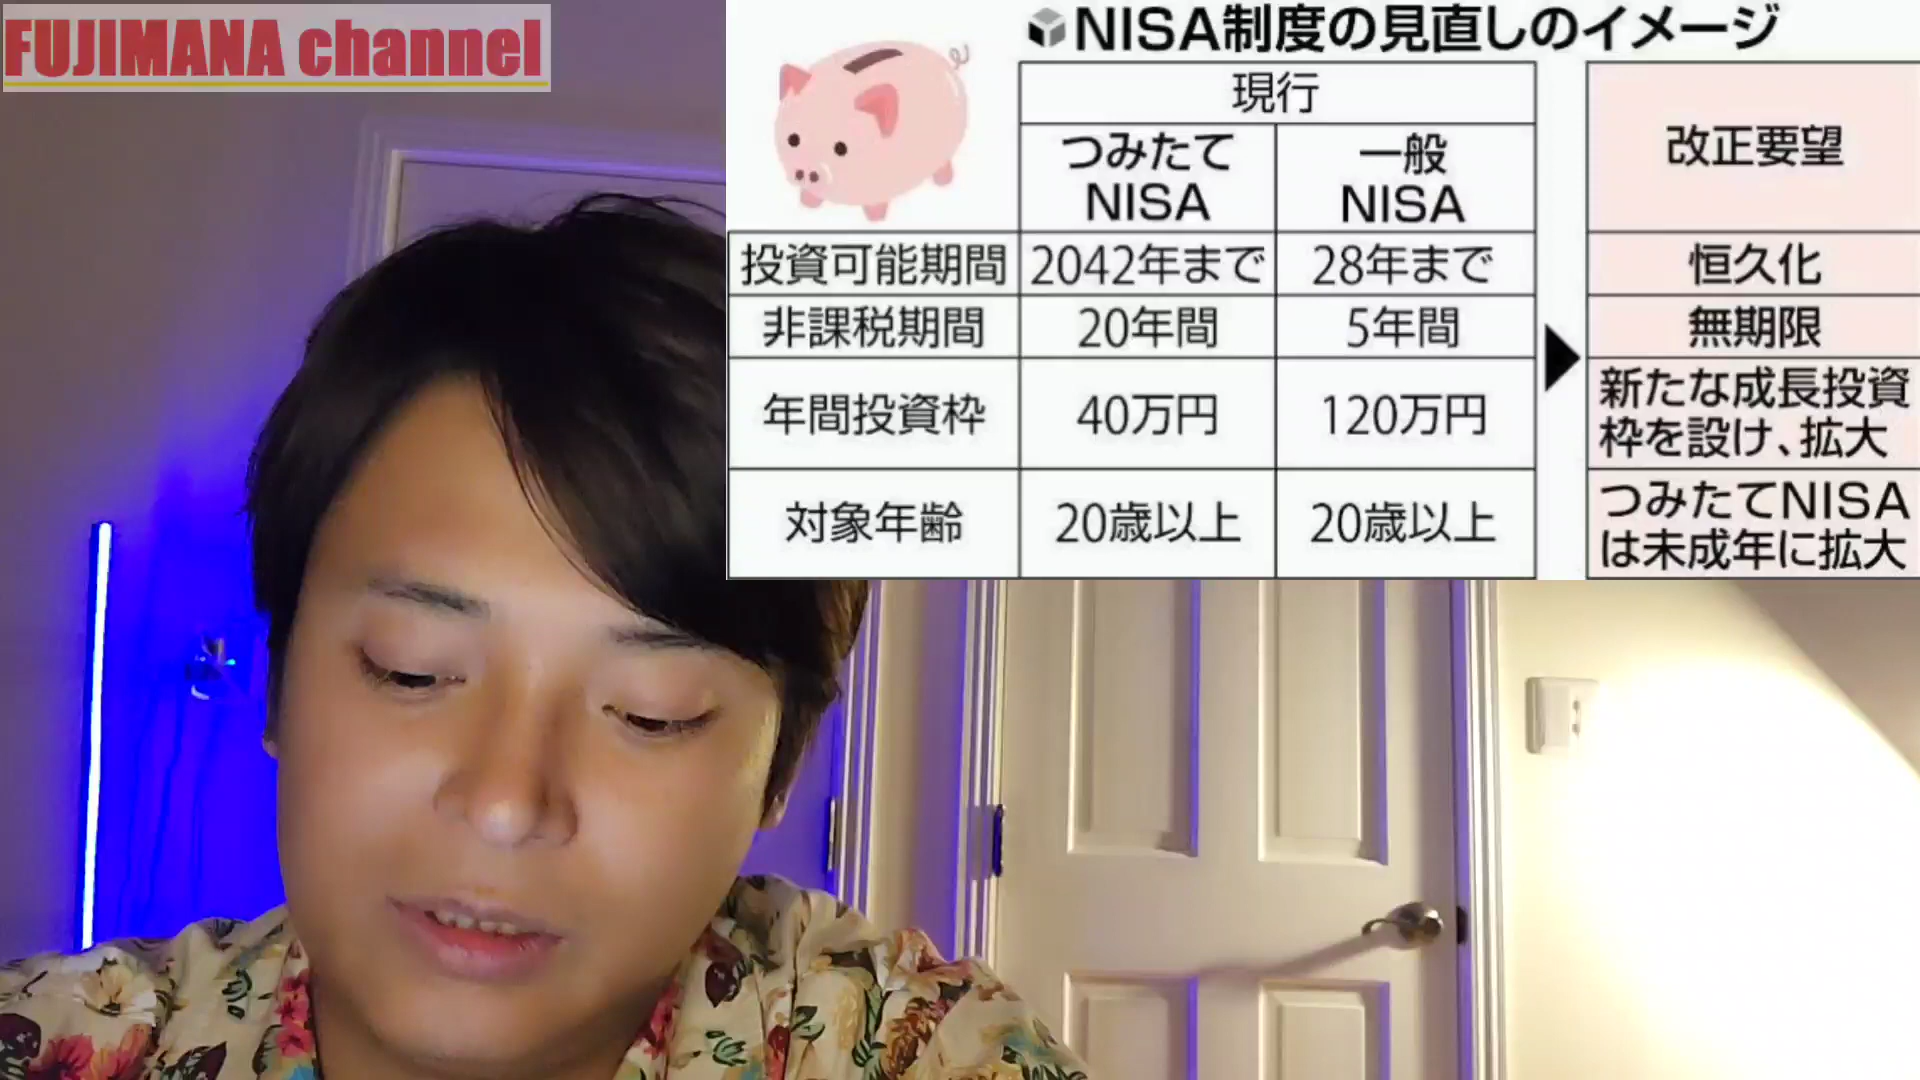 FUJIMANA channel
NISA制度の見直しのイメージ
現行
改正要望
つみたて
NISA
一般
NISA
投資可能期間 2042年まで 28年まで 恒久化
非課税期間 20年間 5年間 無期限
年間投資枠 40万円 120万円 新たな成長投資
枠を設け、拡大
対象年齢 20歳以上 20歳以上 つみたてNISA
は未成年に拡大